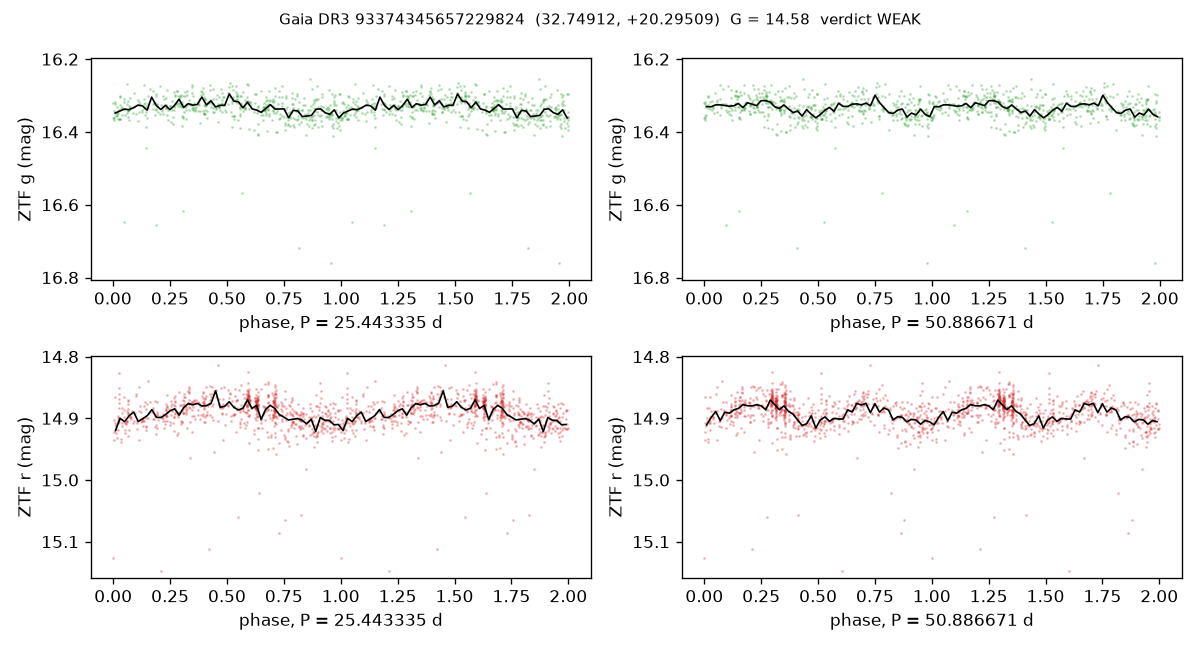 Gaia DR3 93374345657229824 (32.74912, +20.29509) G = 14.58 verdict WEAK
16.2
16.4
16.6
16.8
ZTF g (mag)
0.00 0.25 0.50 0.75 1.00 1.25 1.50 1.75 2.00
phase, P = 25.443335 d
16.2
16.4
16.6
16.8
ZTF g (mag)
0.00 0.25 0.50 0.75 1.00 1.25 1.50 1.75 2.00
phase, P = 50.886671 d
14.8
14.9
15.0
15.1
ZTF r (mag)
0.00 0.25 0.50 0.75 1.00 1.25 1.50 1.75 2.00
phase, P = 25.443335 d
14.8
14.9
15.0
15.1
ZTF r (mag)
0.00 0.25 0.50 0.75 1.00 1.25 1.50 1.75 2.00
phase, P = 50.886671 d